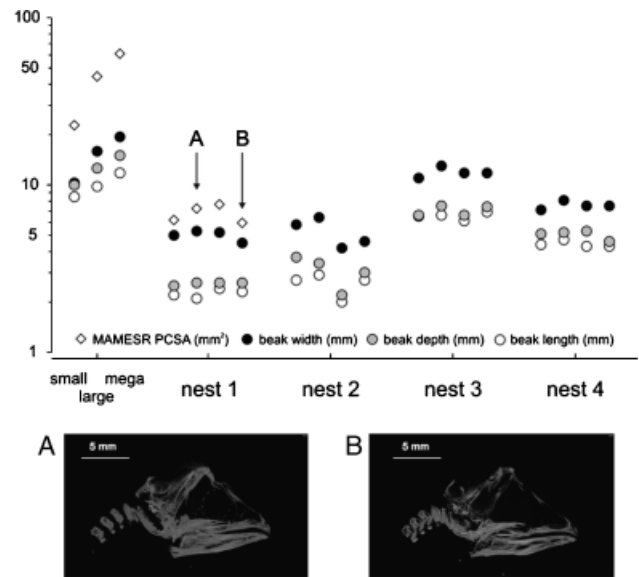 100
50
10
5
1
A
B
◇ MAMESR PCSA (mm²) ● beak width (mm) ● beak depth (mm) ○ beak length (mm)
small mega
large
nest 1 nest 2 nest 3 nest 4
A
5 mm
B
5 mm